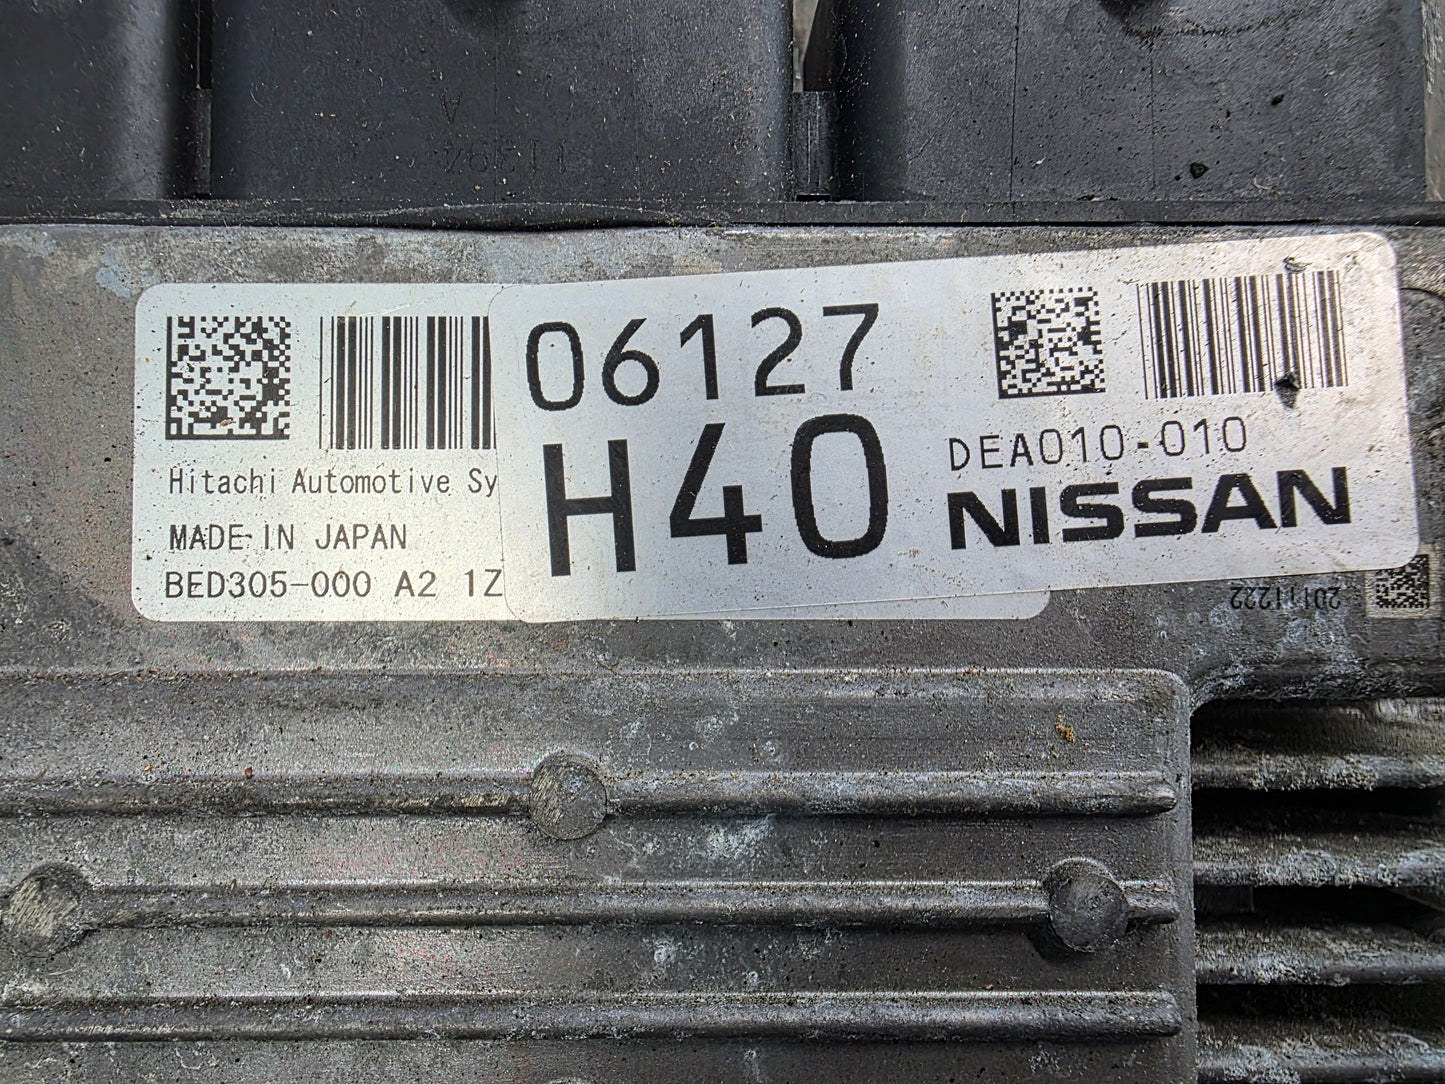 06127
H40
DEA010-010
NISSAN
Hitachi Automotive Sy
MADE IN JAPAN
BED305-000 A2 1Z
20111222